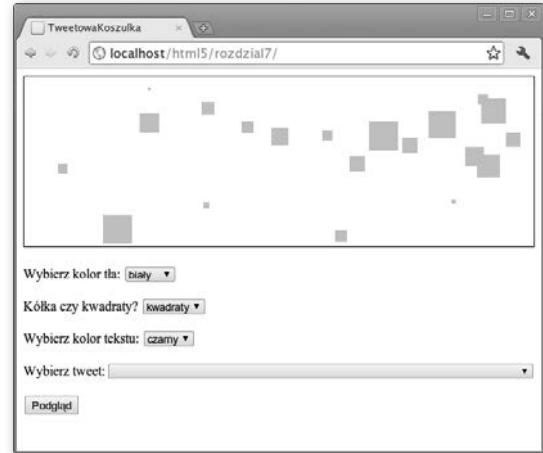 TweetowaKoszulka
localhost/html5/rozdzial7/
Wybierz kolor tła: biały
Kółka czy kwadraty? kwadraty
Wybierz kolor tekstu: czarny
Wybierz tweet:
Podgląd